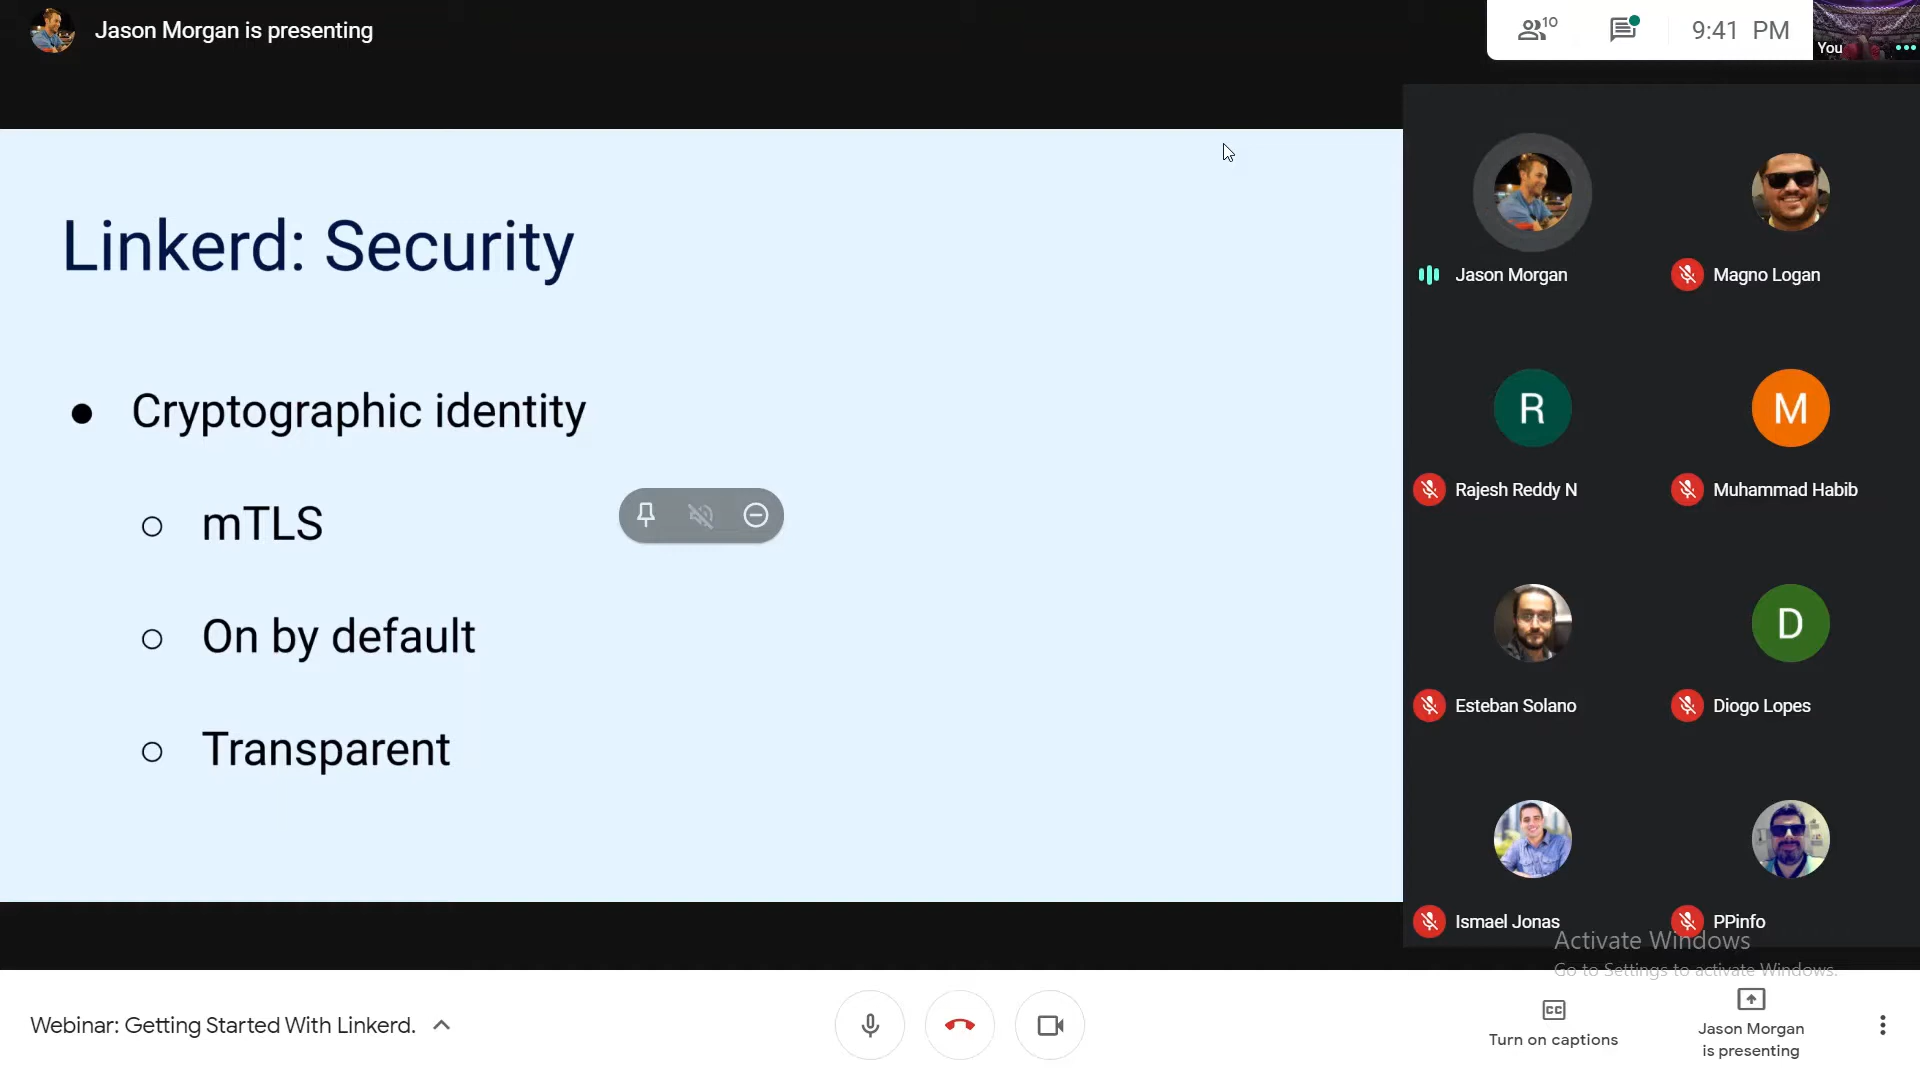 Jason Morgan is presenting
10
9:41 PM
You
Linkerd: Security
Cryptographic identity
mTLS
On by default
Transparent
Jason Morgan
Magno Logan
R
M
Rajesh Reddy N
Muhammad Habib
D
Esteban Solano
Diogo Lopes
Ismael Jonas
PPinfo
Activate Windows
Go to Settings to activate Windows.
Webinar: Getting Started With Linkerd.
CC
Turn on captions
Jason Morgan
is presenting